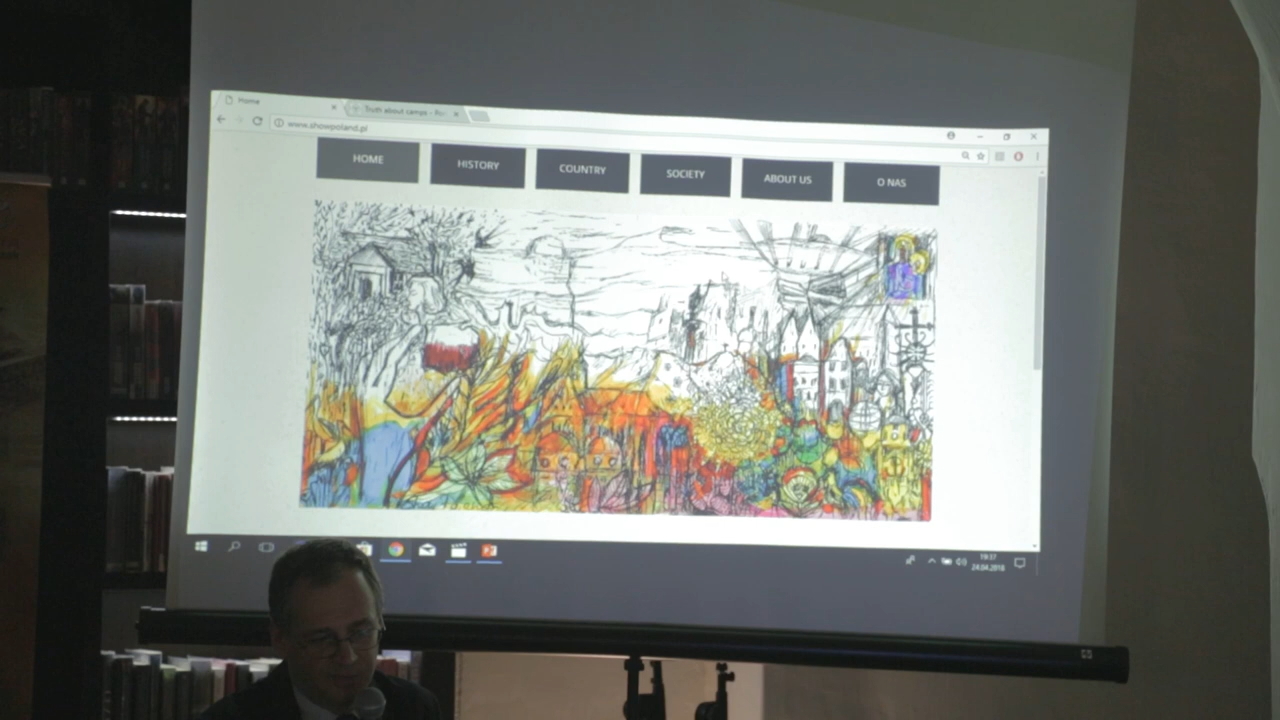 Home
Truth about camps - Po
www.showpoland.pl
HOME
HISTORY
COUNTRY
SOCIETY
ABOUT US
O NAS
19:37
24.04.2018